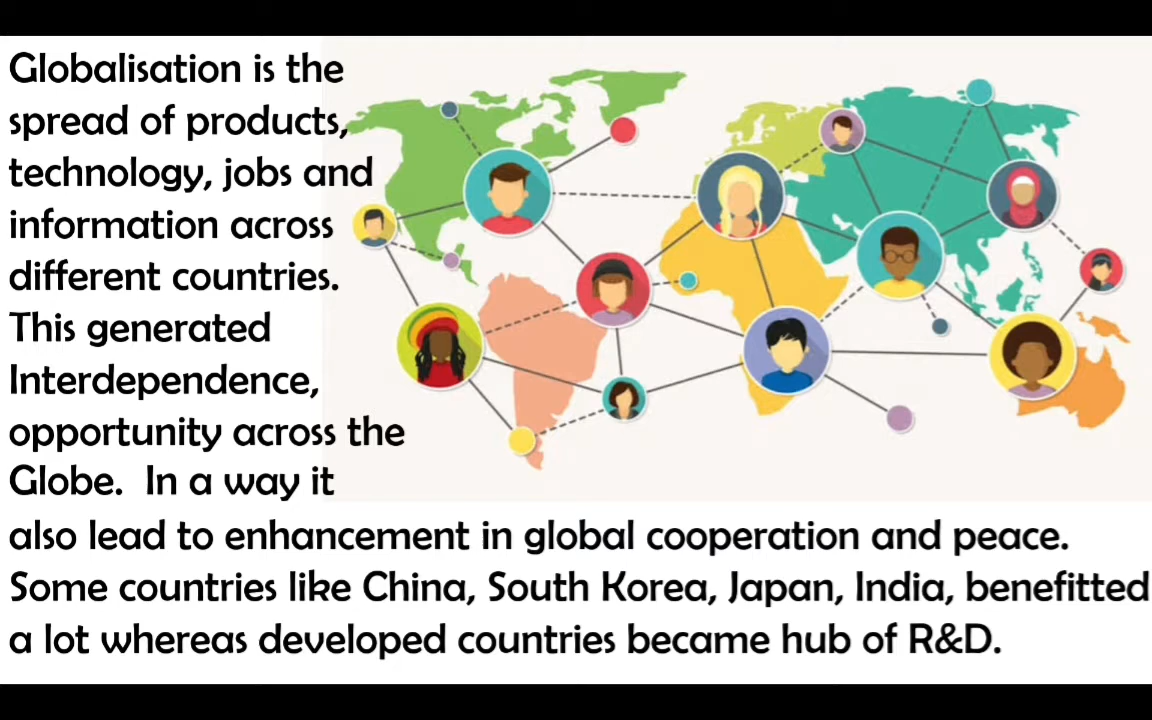 Globalisation is the
spread of products,
technology, jobs and
information across
different countries.
This generated
Interdependence,
opportunity across the
Globe. In a way it
also lead to enhancement in global cooperation and peace.
Some countries like China, South Korea, Japan, India, benefitted
a lot whereas developed countries became hub of R&D.